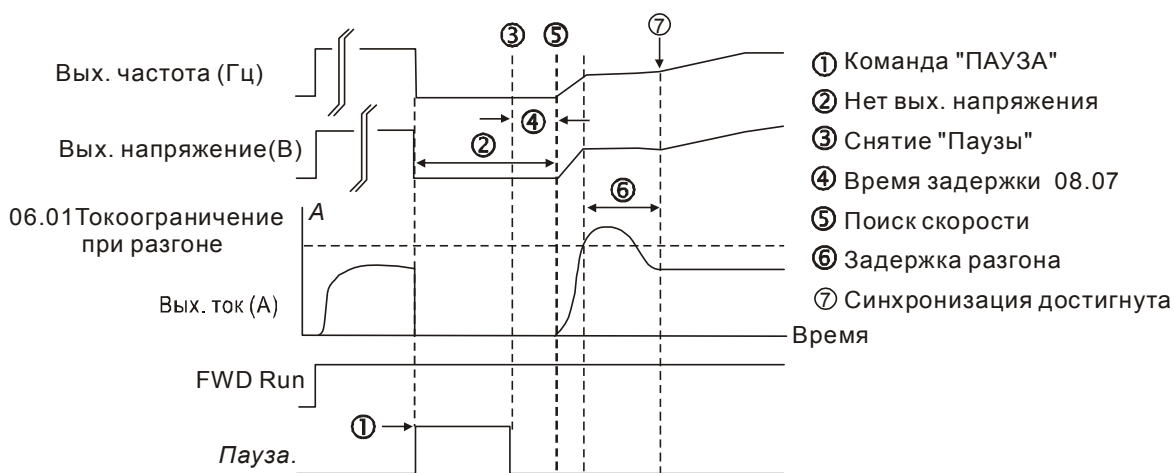 ③ ⑤ ⑦
Вых. частота (Гц)
④
Вых. напряжение(В)
②
06.01Токоограничение
при разгоне
A
⑥
Вых. ток (А)
Время
FWD Run
①
Пауза.
① Команда "ПАУЗА"
② Нет вых. напряжения
③ Снятие "Паузы"
④ Время задержки 08.07
⑤ Поиск скорости
⑥ Задержка разгона
⑦ Синхронизация достигнута